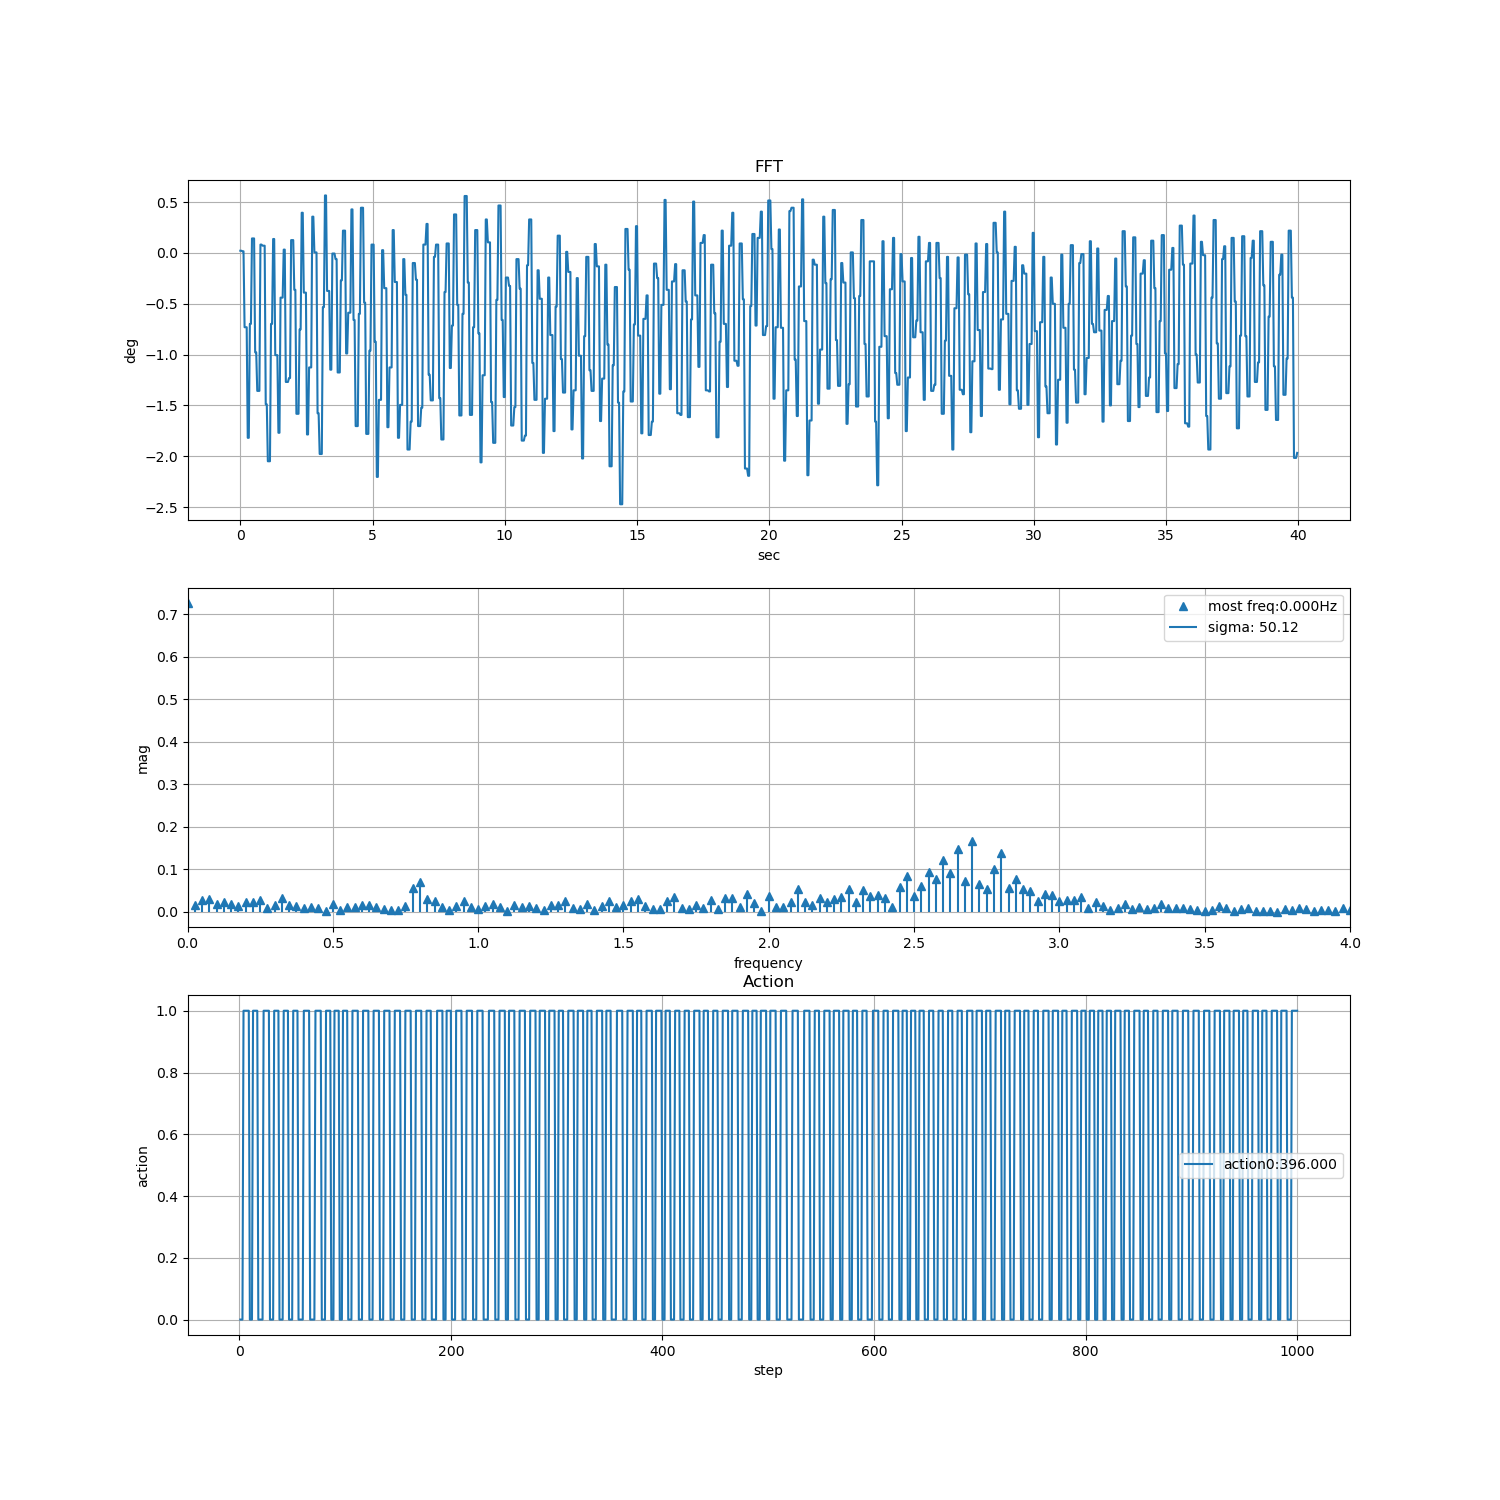 FFT
0.5
0.0
−0.5
−1.0
−1.5
−2.0
−2.5
deg
0 5 10 15 20 25 30 35 40
sec
most freq:0.000Hz
sigma: 50.12
0.7
0.6
0.5
0.4
0.3
0.2
0.1
0.0
mag
0.0 0.5 1.0 1.5 2.0 2.5 3.0 3.5 4.0
frequency
Action
1.0
0.8
0.6
0.4
0.2
0.0
action
action0:396.000
0 200 400 600 800 1000
step